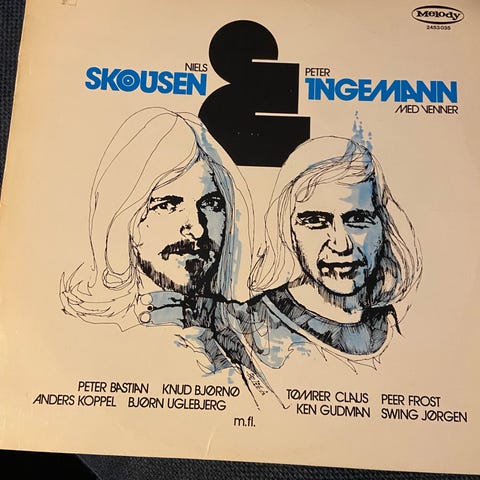 Melody
2453 035
NIELS
SKOUSEN
&
PETER
INGEMANN
MED VENNER
PETER BASTIAN KNUD BJØRNØ
ANDERS KOPPEL BJØRN UGLEBJERG
TØMRER CLAUS PEER FROST
KEN GUDMAN SWING JØRGEN
m.fl.